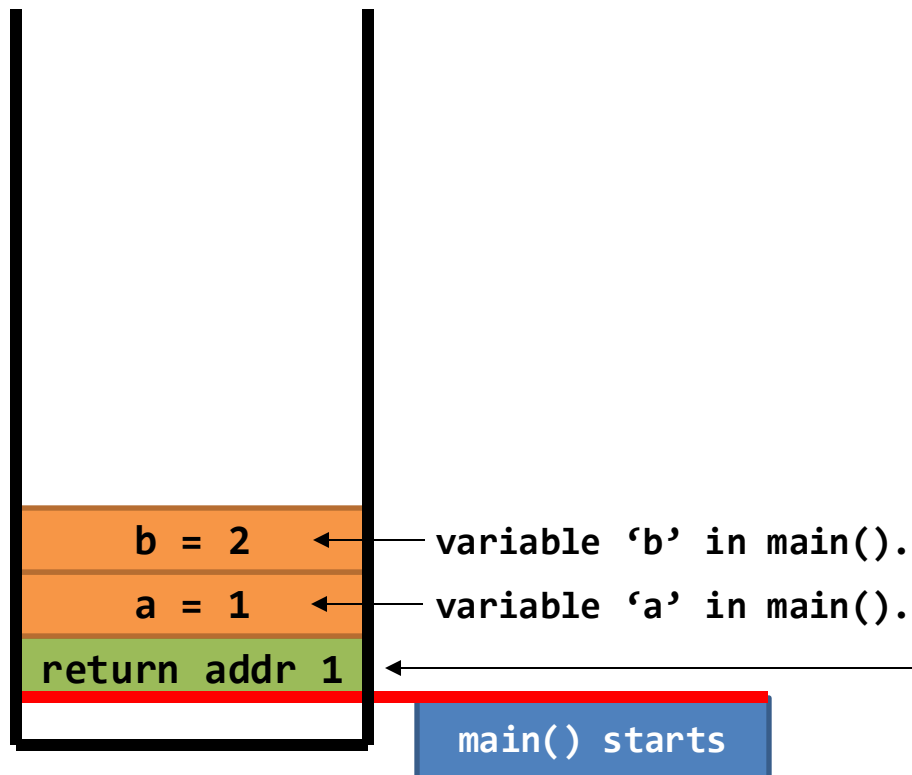 b = 2
variable ‘b’ in main().
a = 1
variable ‘a’ in main().
return addr 1
main() starts